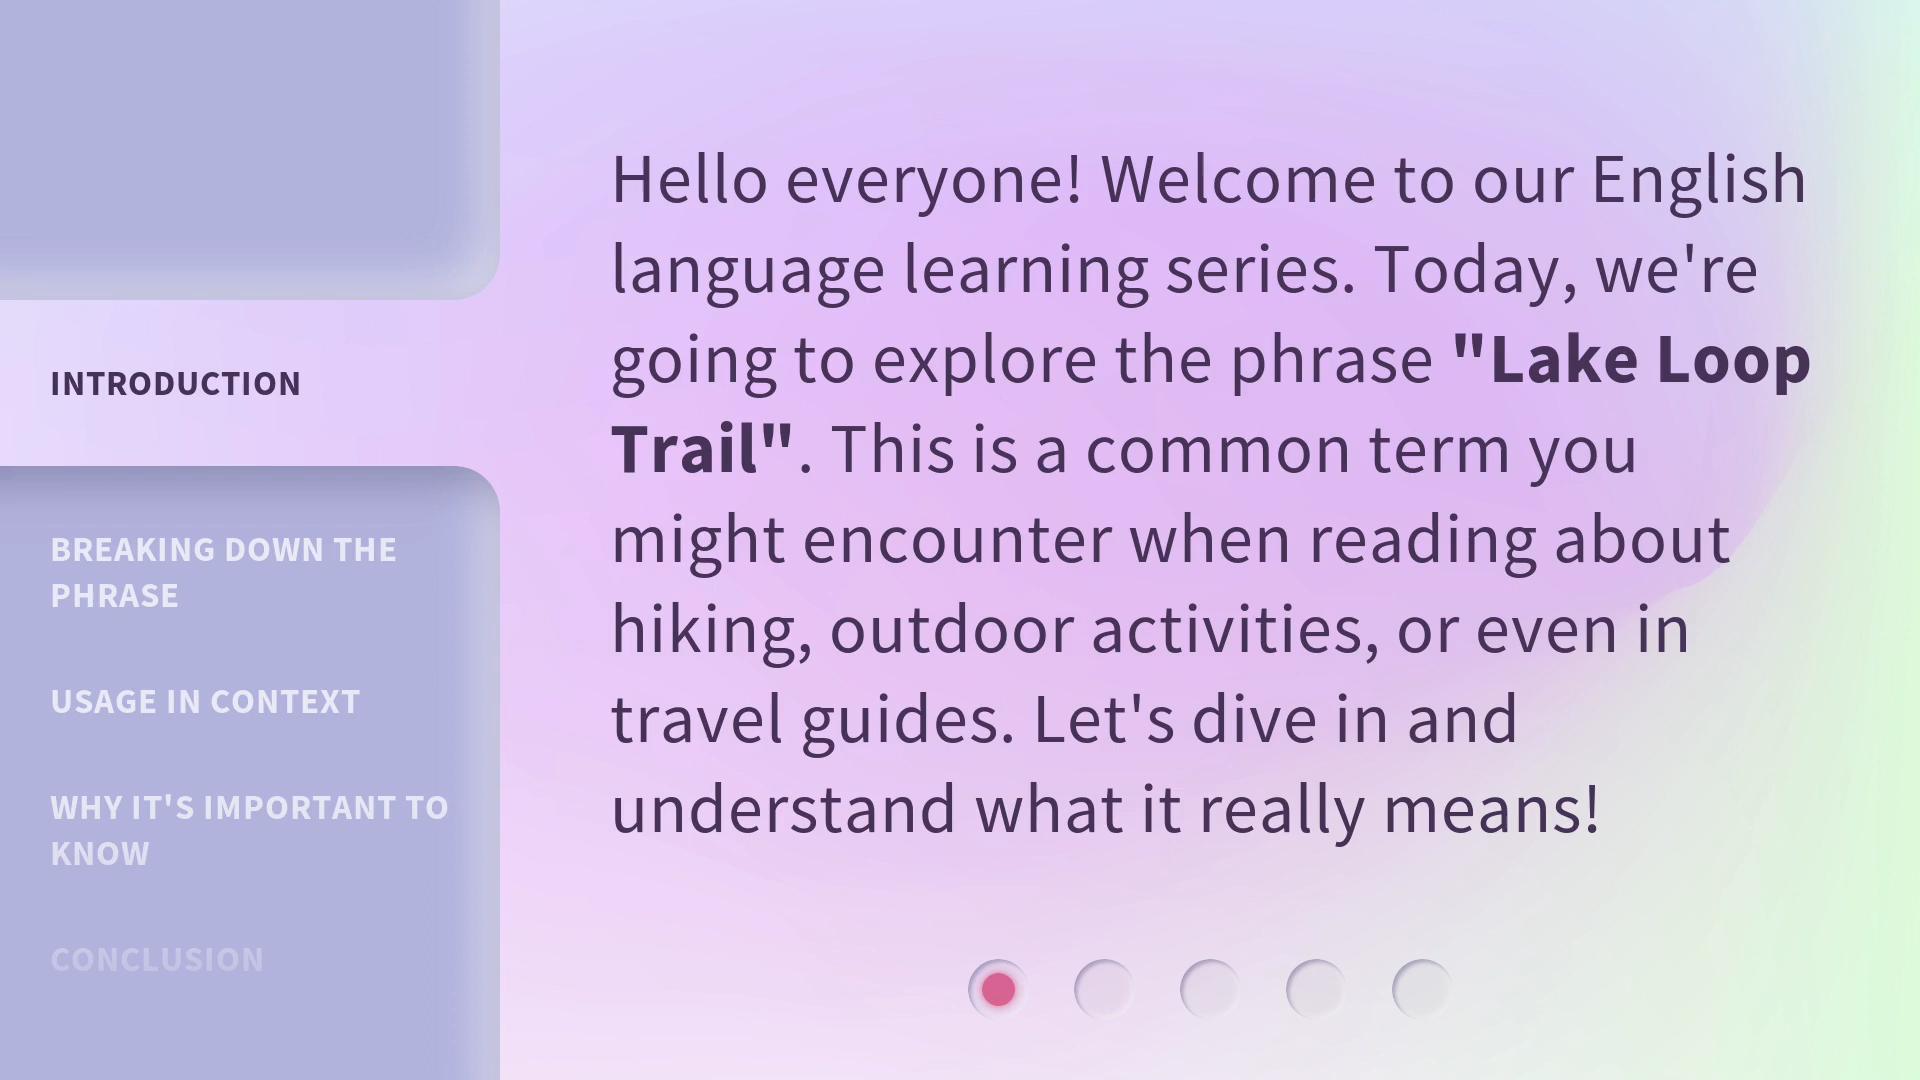 INTRODUCTION
BREAKING DOWN THE
PHRASE
USAGE IN CONTEXT
WHY IT'S IMPORTANT TO
KNOW
CONCLUSION
Hello everyone! Welcome to our English
language learning series. Today, we're
going to explore the phrase "Lake Loop
Trail". This is a common term you
might encounter when reading about
hiking, outdoor activities, or even in
travel guides. Let's dive in and
understand what it really means!